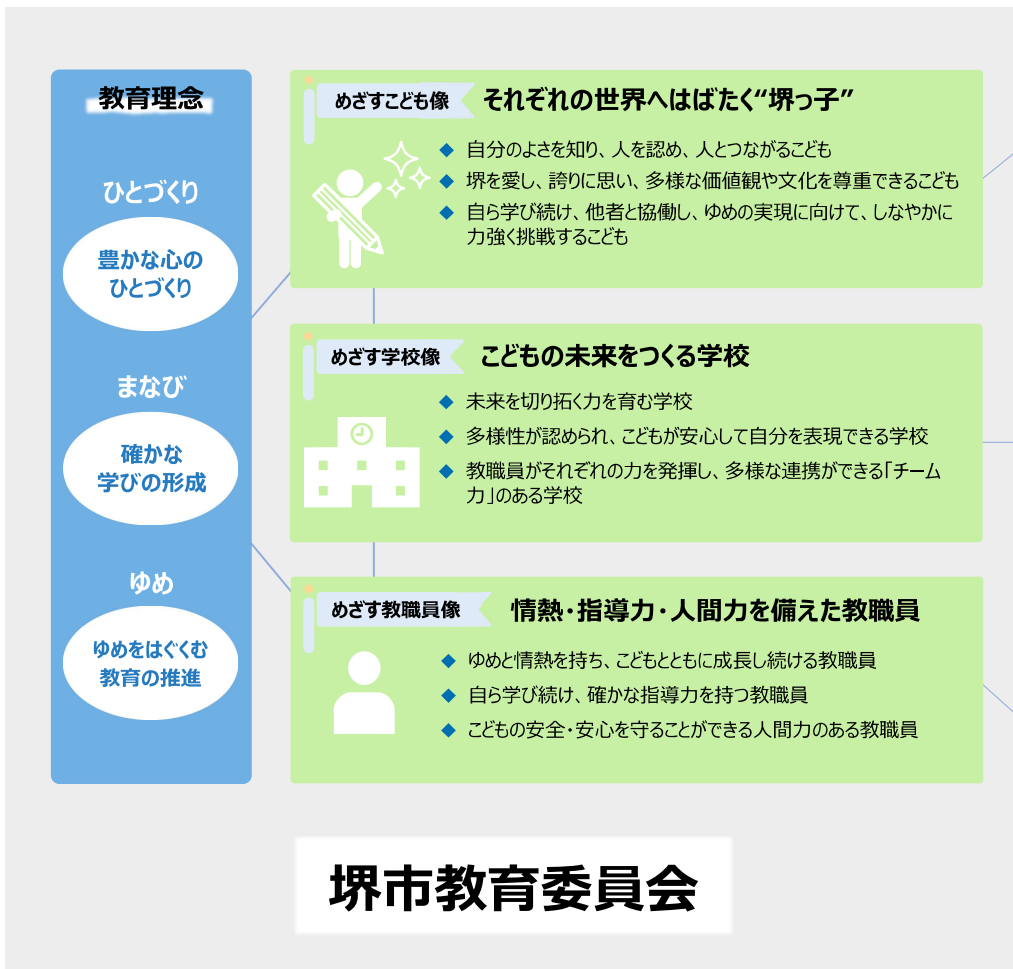 教育理念
ひとづくり
豊かな心の
ひとづくり
まなび
確かな
学びの形成
ゆめ
ゆめをはぐくむ
教育の推進
めざすこども像 それぞれの世界へはばたく“堺っ子”
◆ 自分のよさを知り、人を認め、人とつながるこども
◆ 堺を愛し、誇りに思い、多様な価値観や文化を尊重できるこども
◆ 自ら学び続け、他者と協働し、ゆめの実現に向けて、しなやかに
力強く挑戦するこども
めざす学校像 こどもの未来をつくる学校
◆ 未来を切り拓く力を育む学校
◆ 多様性が認められ、こどもが安心して自分を表現できる学校
◆ 教職員がそれぞれの力を発揮し、多様な連携ができる「チーム
力」のある学校
めざす教職員像 情熱・指導力・人間力を備えた教職員
◆ ゆめと情熱を持ち、こどもとともに成長し続ける教職員
◆ 自ら学び続け、確かな指導力を持つ教職員
◆ こどもの安全・安心を守ることができる人間力のある教職員
堺市教育委員会